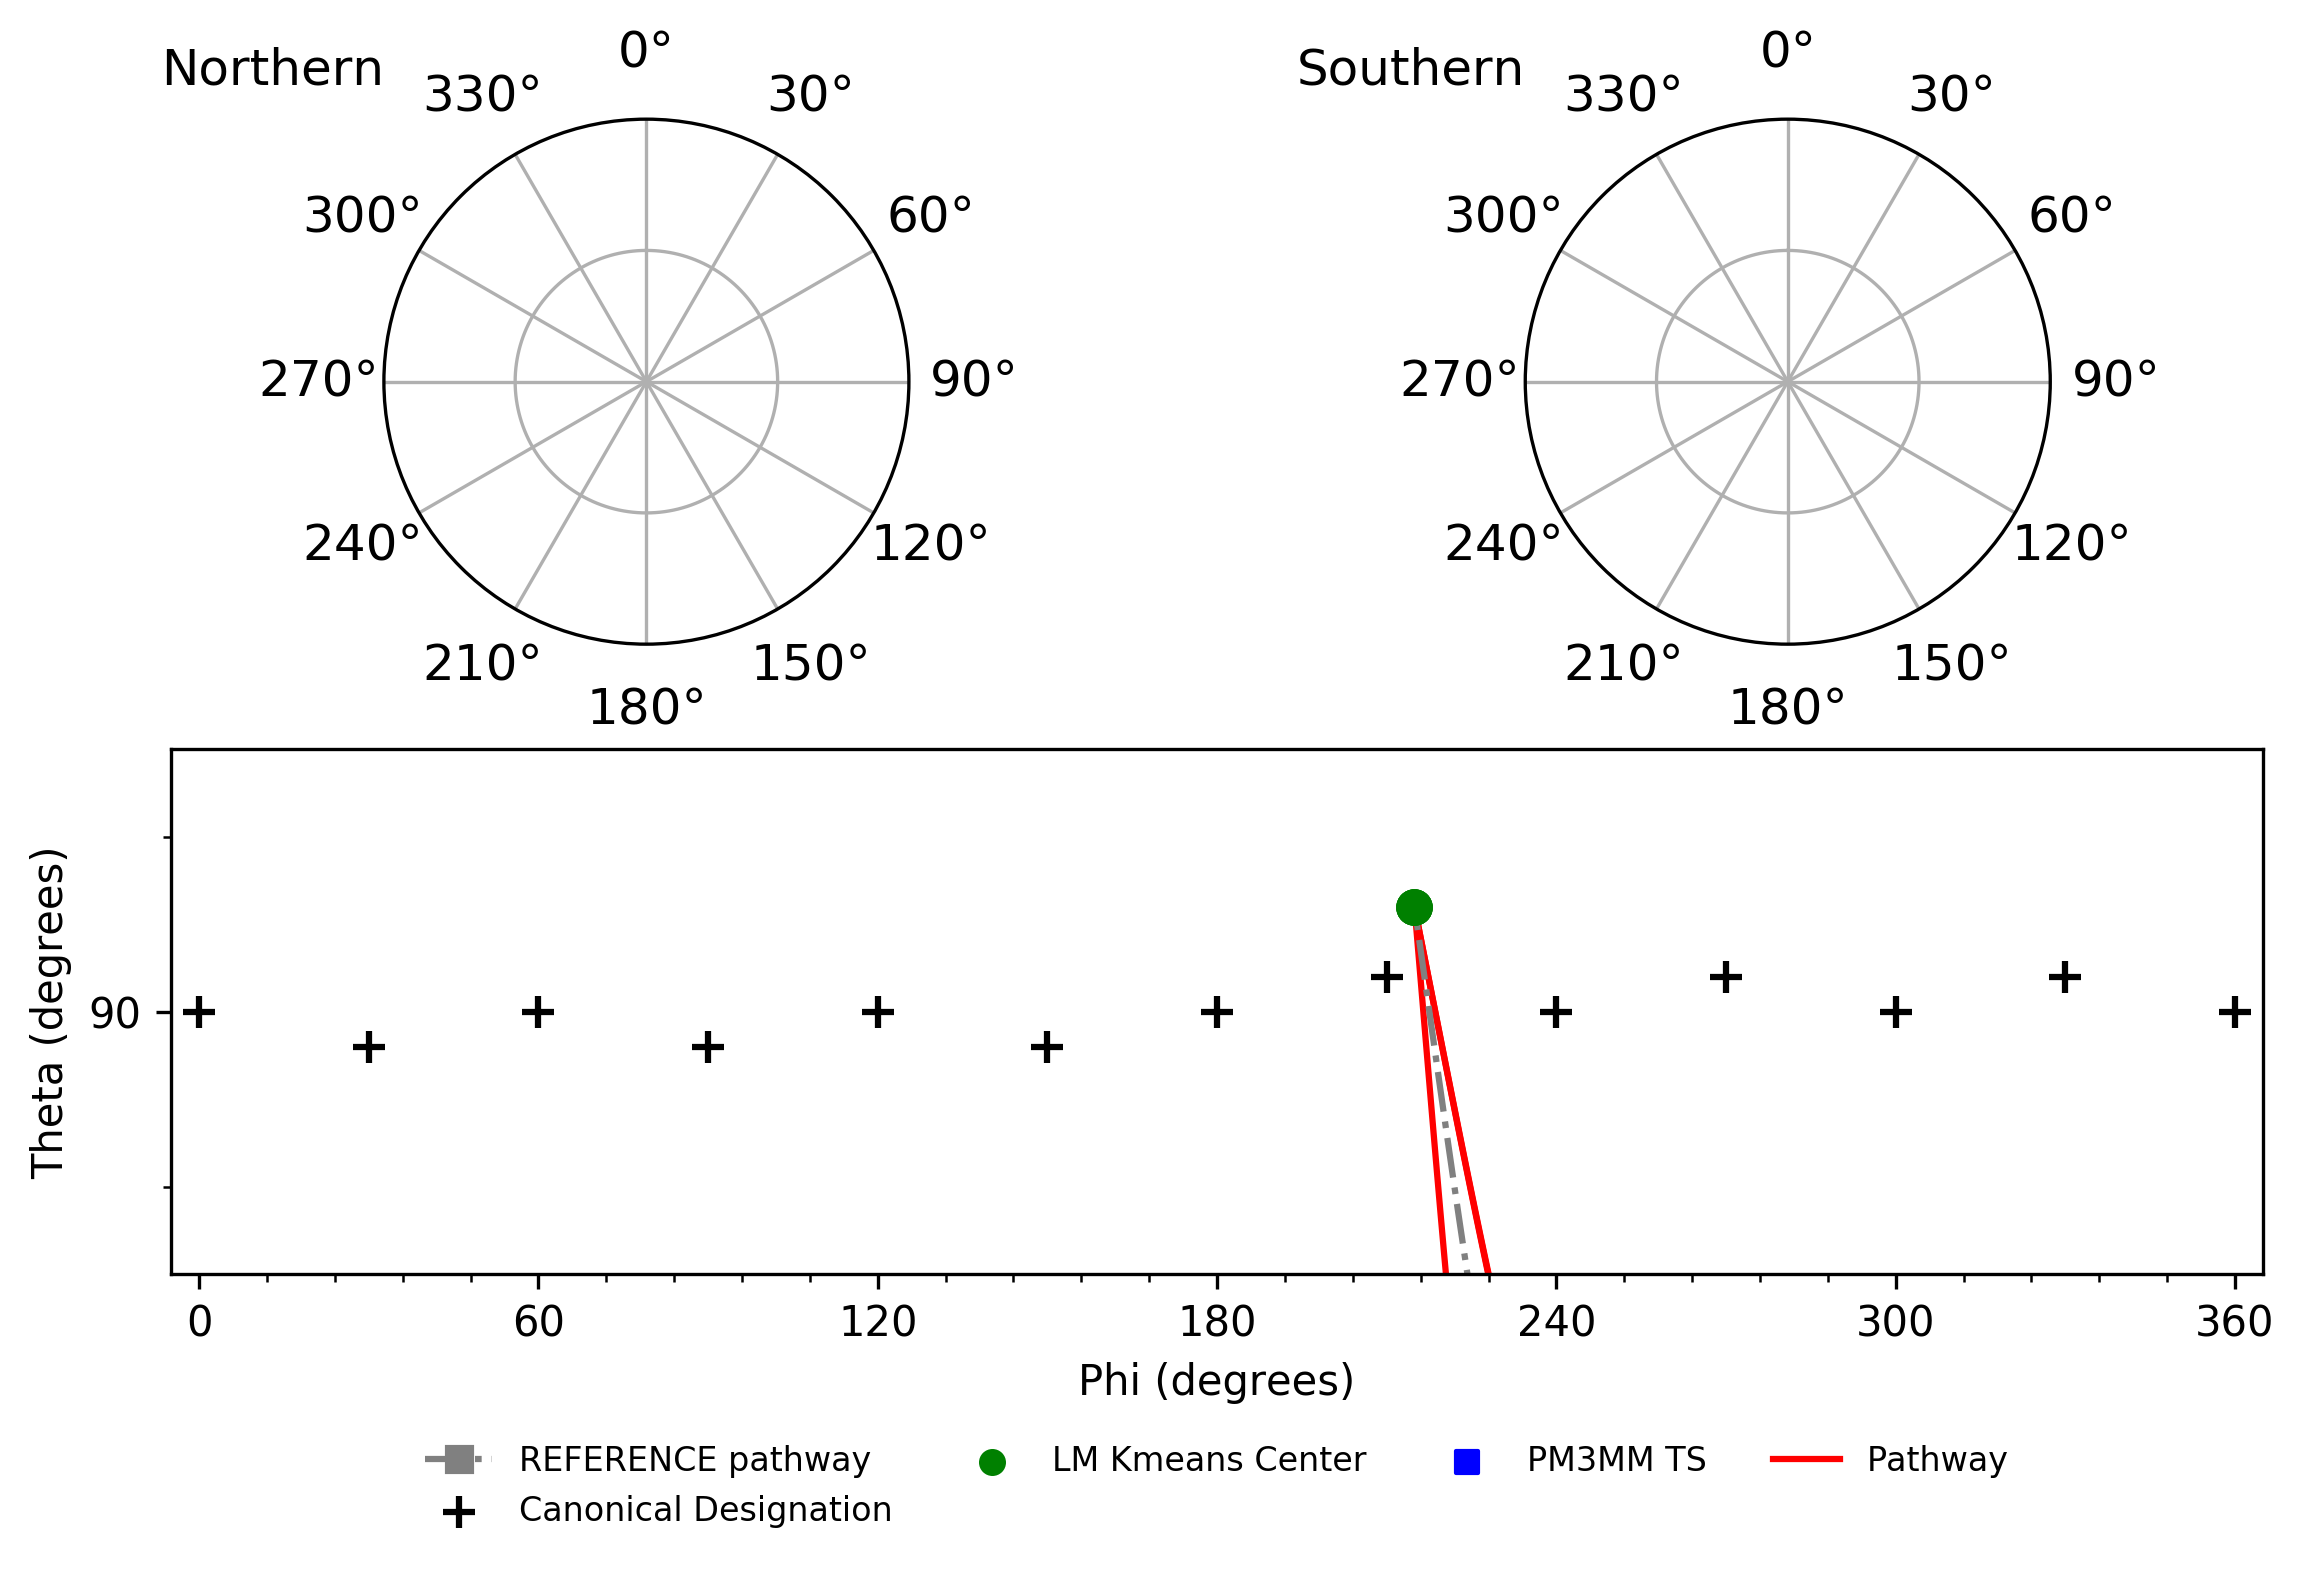 Northern
0°
330°
30°
300°
60°
270°
90°
240°
120°
210°
150°
180°
Southern
0°
330°
30°
300°
60°
270°
90°
240°
120°
210°
150°
180°
Theta (degrees)
90
0 60 120 180 240 300 360
Phi (degrees)
REFERENCE pathway
Canonical Designation
LM Kmeans Center
PM3MM TS
Pathway